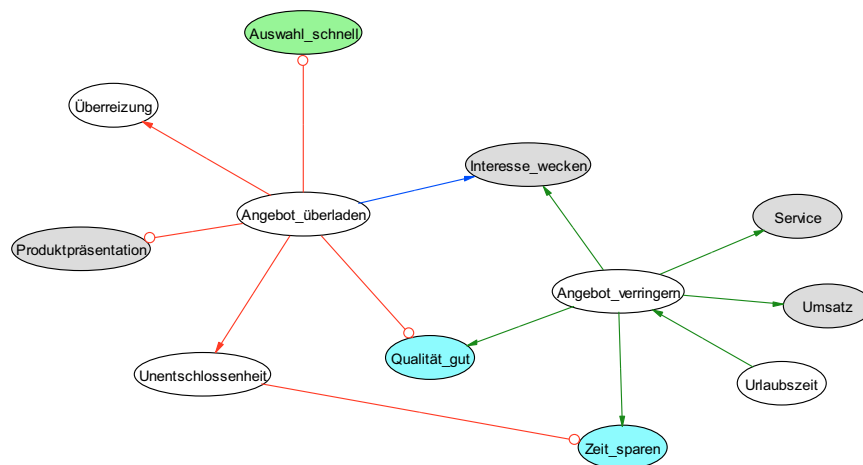 Auswahl_schnell
Überreizung
Interesse_wecken
Angebot_überladen
Service
Produktpräsentation
Angebot_verringern
Umsatz
Qualität_gut
Unentschlossenheit
Urlaubszeit
Zeit_sparen